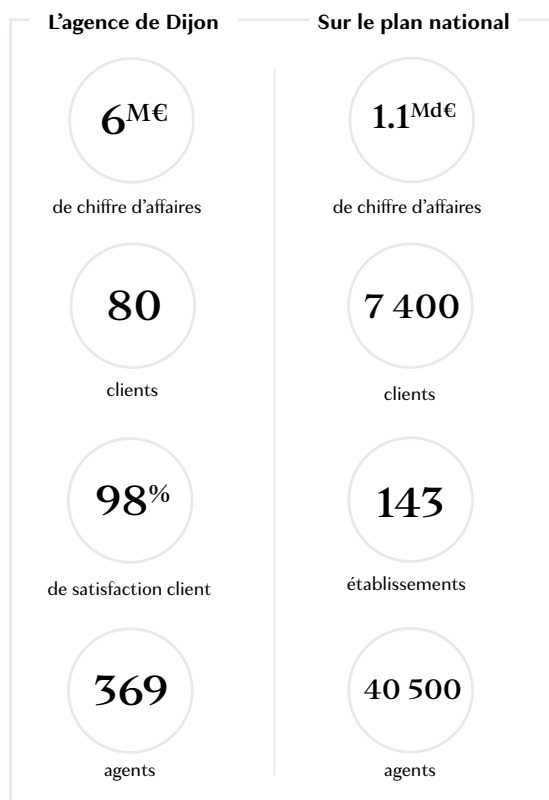 L'agence de Dijon
6M€
de chiffre d'affaires
80
clients
98%
de satisfaction client
369
agents
Sur le plan national
1.1Md€
de chiffre d'affaires
7 400
clients
143
établissements
40 500
agents